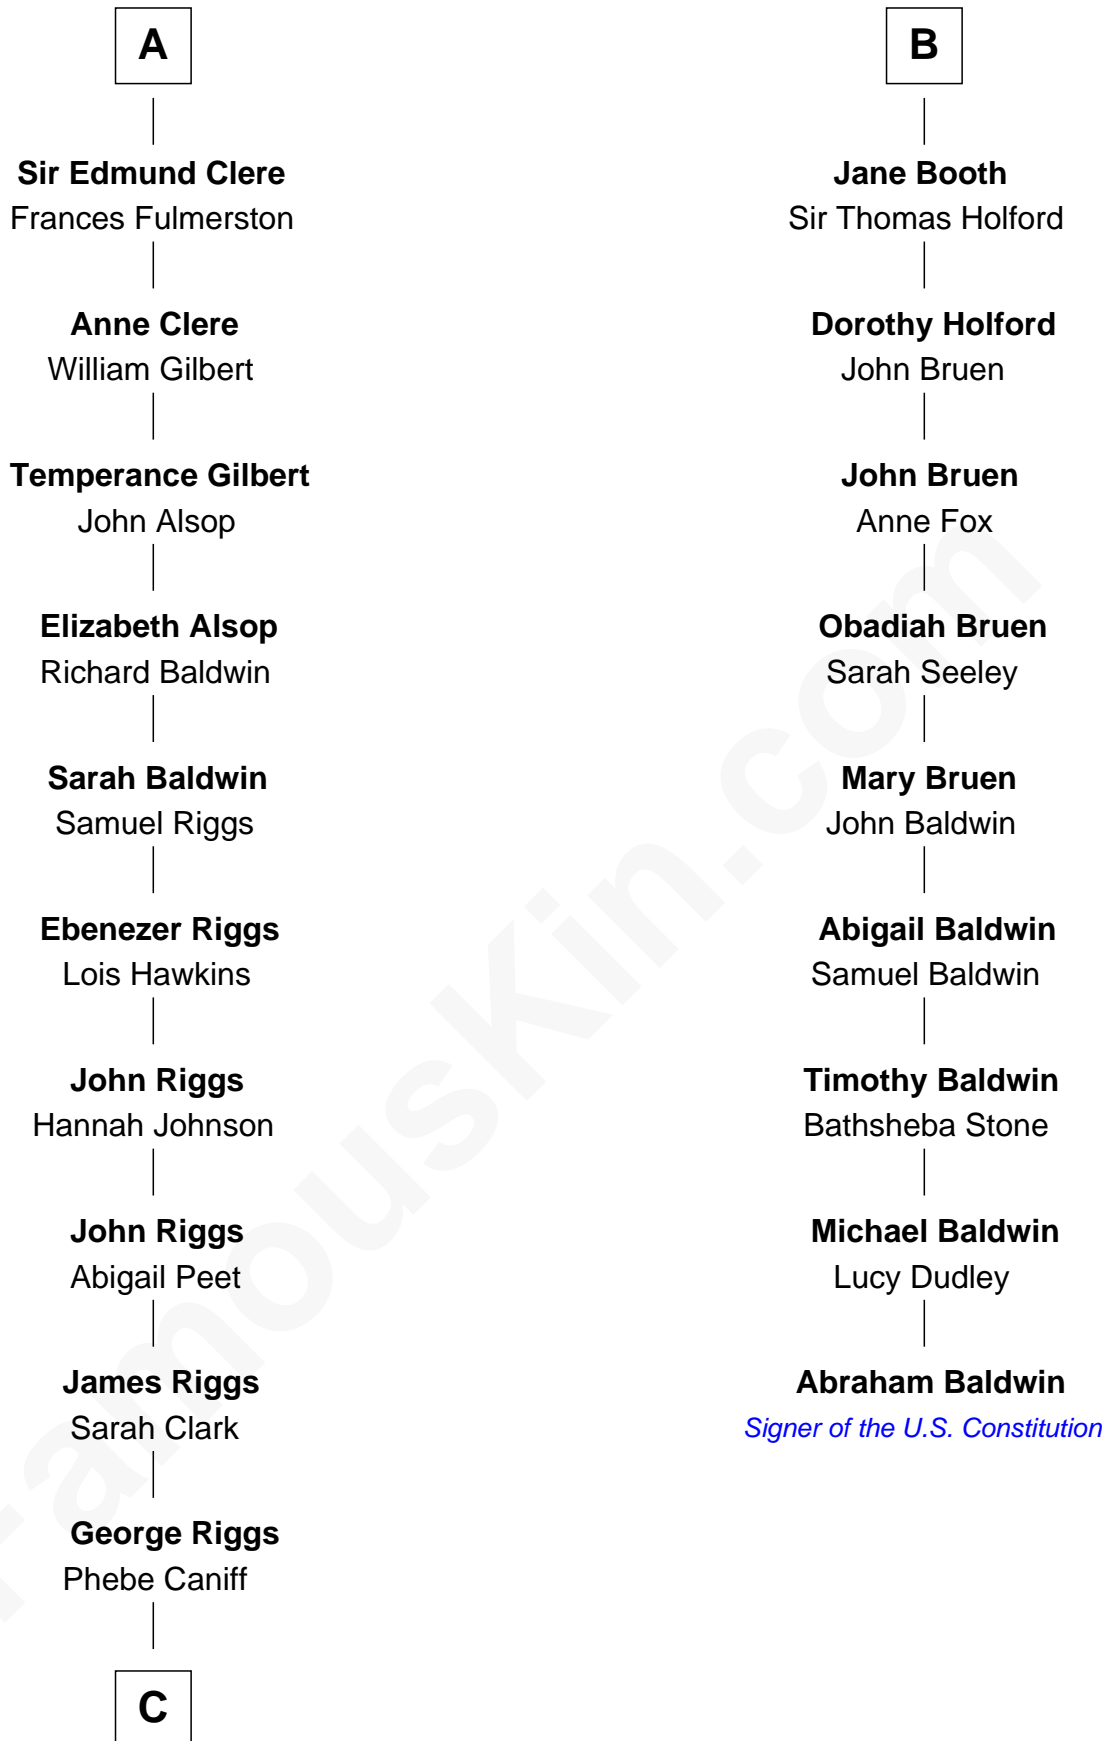 A
Sir Edmund Clere
Frances Fulmerston
Anne Clere
William Gilbert
Temperance Gilbert
John Alsop
Elizabeth Alsop
Richard Baldwin
Sarah Baldwin
Samuel Riggs
Ebenezer Riggs
Lois Hawkins
John Riggs
Hannah Johnson
John Riggs
Abigail Peet
James Riggs
Sarah Clark
George Riggs
Phebe Caniff
C
B
Jane Booth
Sir Thomas Holford
Dorothy Holford
John Bruen
John Bruen
Anne Fox
Obadiah Bruen
Sarah Seeley
Mary Bruen
John Baldwin
Abigail Baldwin
Samuel Baldwin
Timothy Baldwin
Bathsheba Stone
Michael Baldwin
Lucy Dudley
Abraham Baldwin
Signer of the U.S. Constitution
FamousKin.com